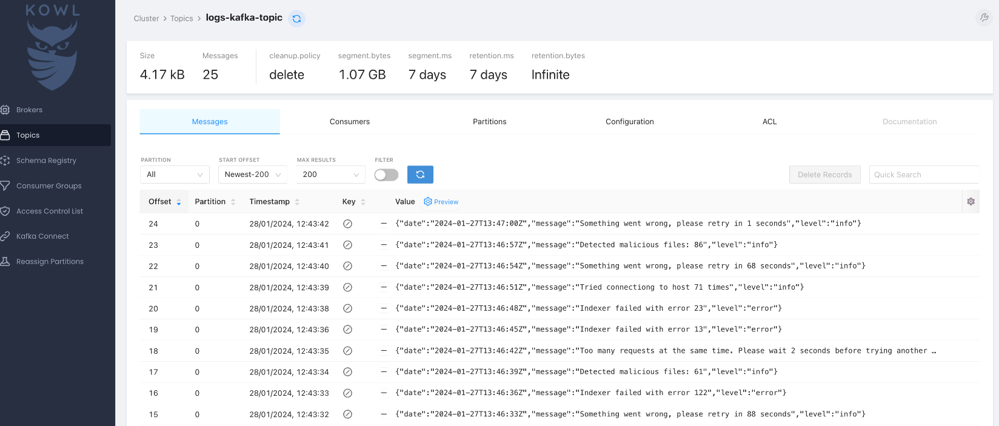 KOWL
Brokers
Topics
Schema Registry
Consumer Groups
Access Control List
Kafka Connect
Reassign Partitions
Cluster > Topics > logs-kafka-topic
Size Messages cleanup.policy segment.bytes segment.ms retention.ms retention.bytes
4.17 kB 25 delete 1.07 GB 7 days 7 days Infinite
Messages Consumers Partitions Configuration ACL Documentation
PARTITION START OFFSET MAX RESULTS FILTER
All Newest-200 200 Delete Records Quick Search
Offset Partition Timestamp Key Value Preview
24 0 28/01/2024, 12:43:42 {"date":"2024-01-27T13:47:00Z","message":"Something went wrong, please retry in 1 seconds","level":"info"}
23 0 28/01/2024, 12:43:41 {"date":"2024-01-27T13:46:57Z","message":"Detected malicious files: 86","level":"info"}
22 0 28/01/2024, 12:43:40 {"date":"2024-01-27T13:46:54Z","message":"Something went wrong, please retry in 68 seconds","level":"info"}
21 0 28/01/2024, 12:43:39 {"date":"2024-01-27T13:46:51Z","message":"Tried connectiong to host 71 times","level":"info"}
20 0 28/01/2024, 12:43:38 {"date":"2024-01-27T13:46:48Z","message":"Indexer failed with error 23","level":"error"}
19 0 28/01/2024, 12:43:36 {"date":"2024-01-27T13:46:45Z","message":"Indexer failed with error 13","level":"error"}
18 0 28/01/2024, 12:43:35 {"date":"2024-01-27T13:46:42Z","message":"Too many requests at the same time. Please wait 2 seconds before trying another …
17 0 28/01/2024, 12:43:34 {"date":"2024-01-27T13:46:39Z","message":"Detected malicious files: 61","level":"info"}
16 0 28/01/2024, 12:43:33 {"date":"2024-01-27T13:46:36Z","message":"Indexer failed with error 122","level":"error"}
15 0 28/01/2024, 12:43:32 {"date":"2024-01-27T13:46:33Z","message":"Something went wrong, please retry in 88 seconds","level":"info"}